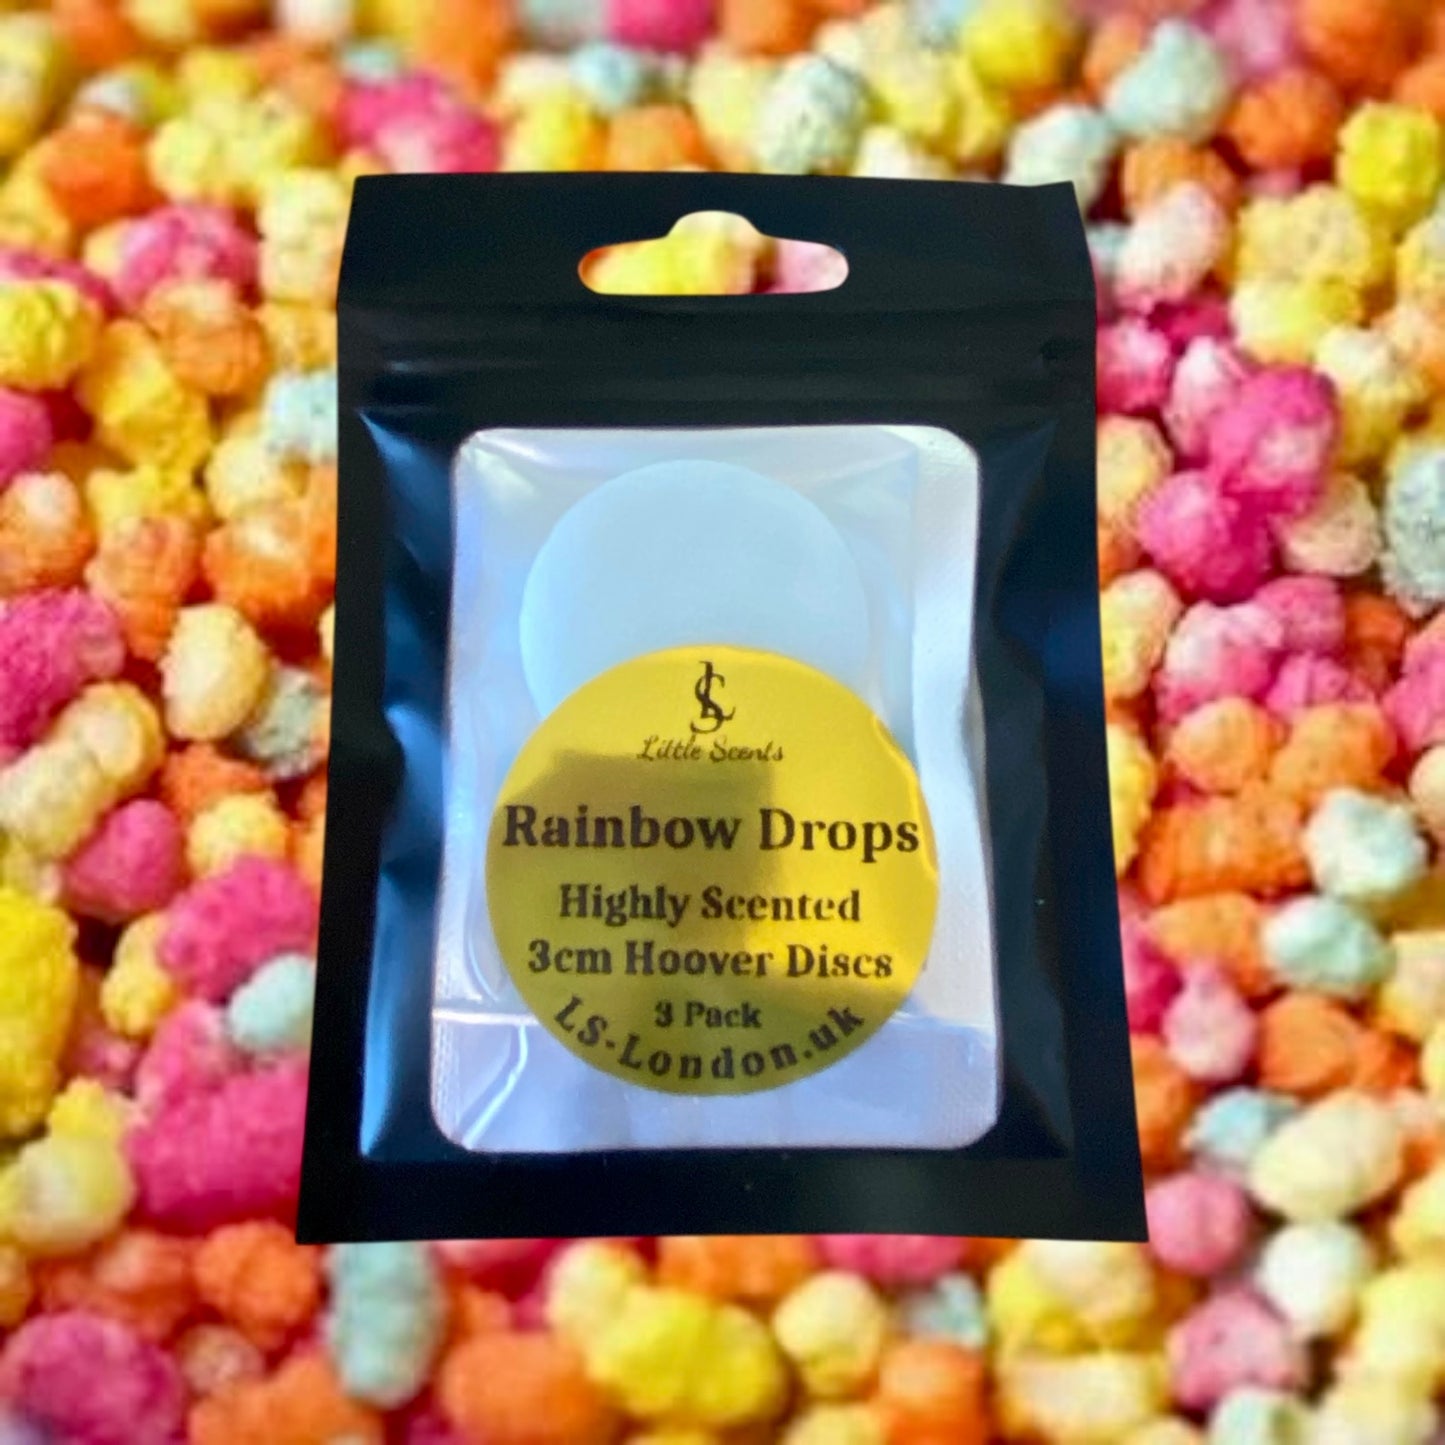 LS
Little Scents
Rainbow Drops
Highly Scented
3cm Hoover Discs
3 Pack
LS-London.uk